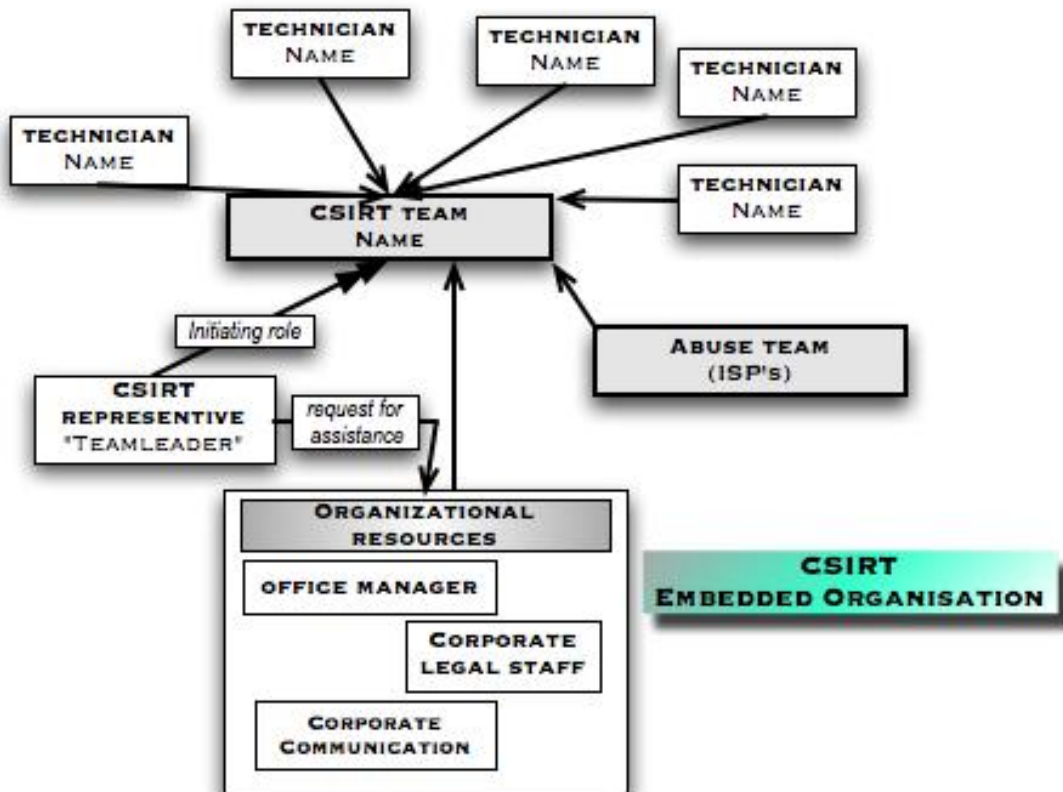 TECHNICIAN
NAME
TECHNICIAN
NAME
TECHNICIAN
NAME
TECHNICIAN
NAME
TECHNICIAN
NAME
CSIRT TEAM
NAME
Initiating role
ABUSE TEAM
(ISP's)
CSIRT
REPRESENTIVE
"TEAMLEADER"
request for
assistance
ORGANIZATIONAL
RESOURCES
OFFICE MANAGER
CORPORATE
LEGAL STAFF
CORPORATE
COMMUNICATION
CSIRT
EMBEDDED ORGANISATION